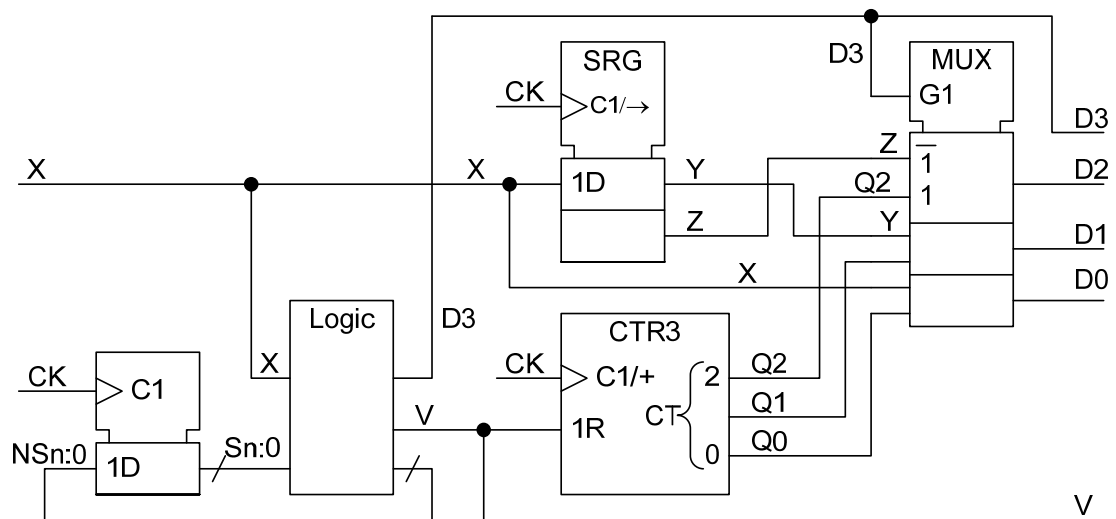 SRG
MUX
D3
CK
C1/→
G1
D3
X
X
1D
Y
Z
1
D2
Q2
1
Z
Y
D1
X
D0
Logic
D3
CTR3
X
CK
C1/+
2
Q2
CK
C1
V
1R
CT
Q1
NSn:0
1D
Sn:0
0
Q0
V